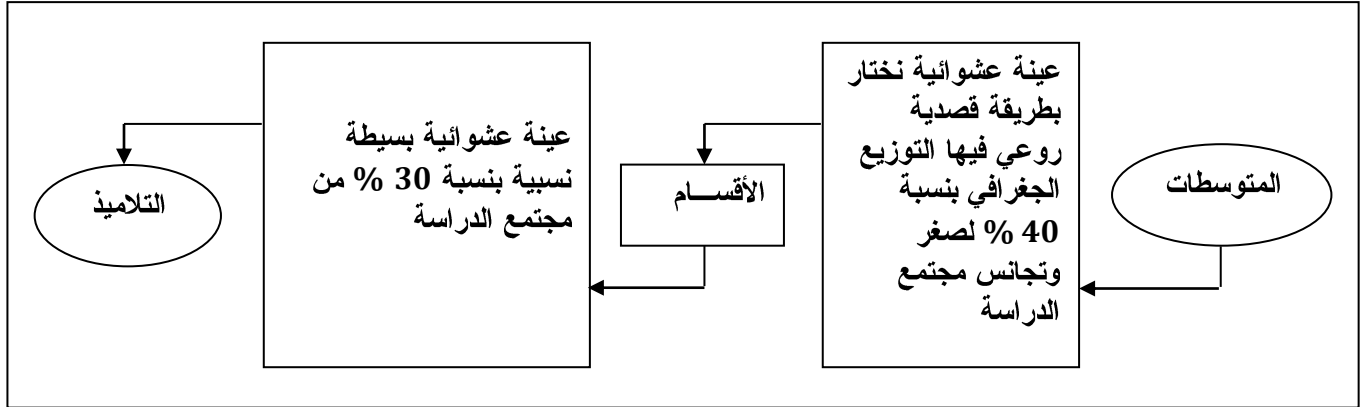 المتوسطات
عينة عشوائية نختار
بطريقة قصدية
روعي فيها التوزيع
الجغرافي بنسبة
40 % لصغر
وتجانس مجتمع
الدراسة
الأقســـام
عينة عشوائية بسيطة
نسبية بنسبة 30 % من
مجتمع الدراسة
التلاميذ